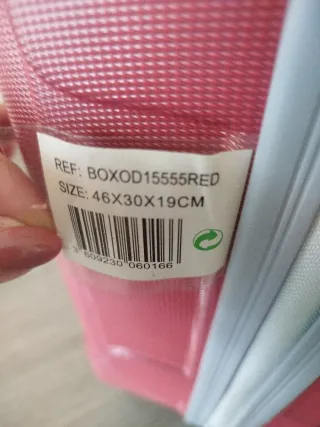 REF: BOXOD15555RED
SIZE: 46X30X19CM
3 609230 060166